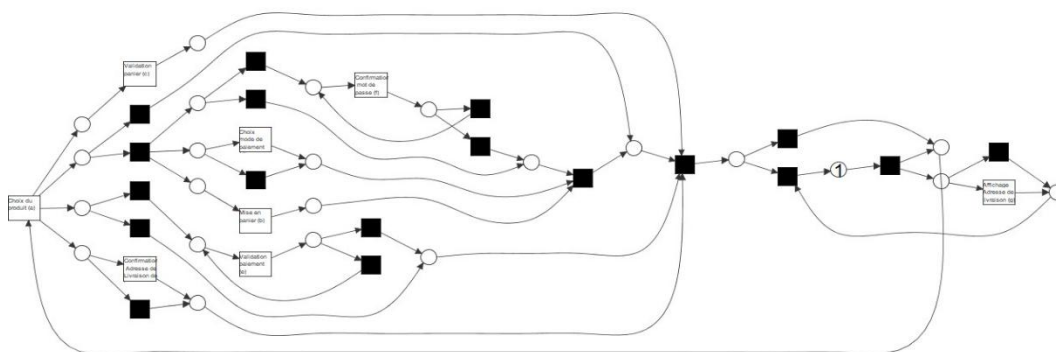 Validation
panier (c)
Confirmation
mot de
passe (f)
Choix
mode de
paiement
Choix du
produit (a)
Mise en
panier (b)
Confirmation
Adresse de
Livraison de
Validation
paiement (e)
1
Affichage
Adresse de
livraison (g)